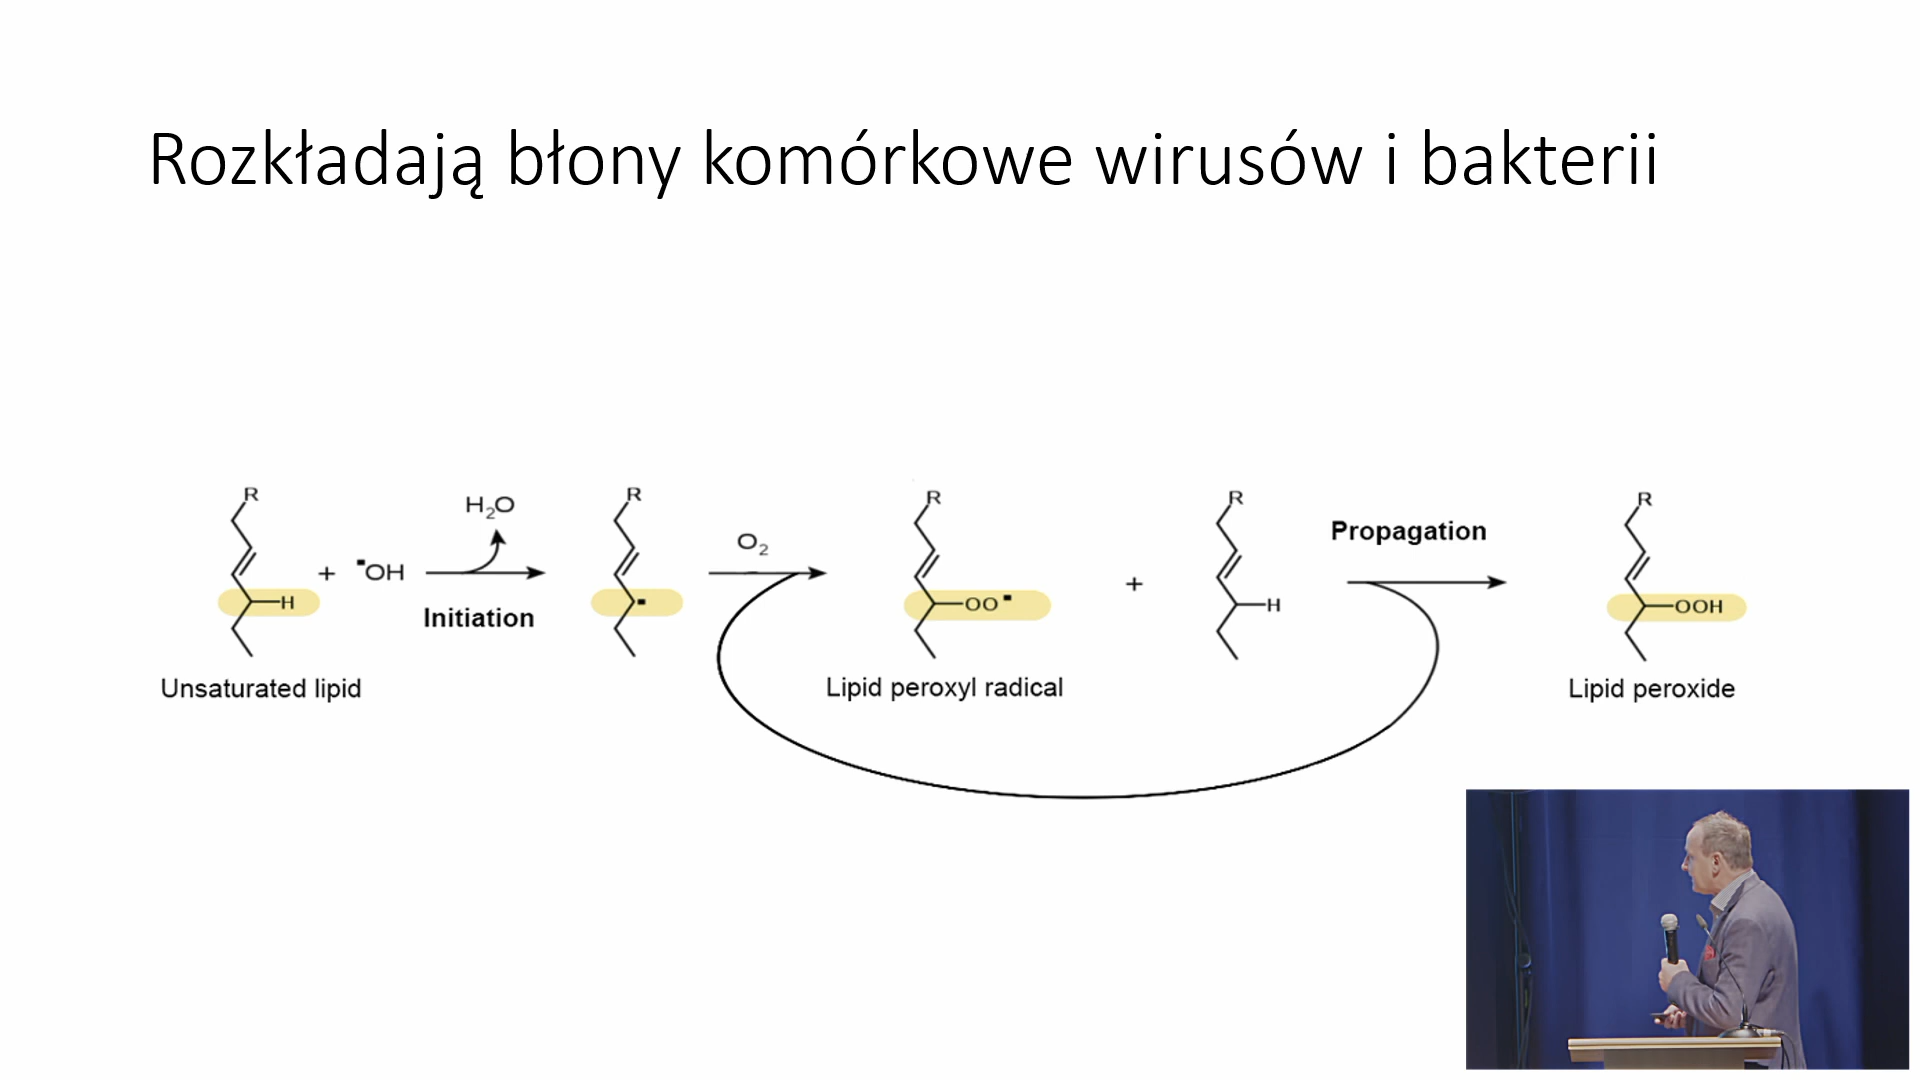 Rozkładają błony komórkowe wirusów i bakterii
R
H
+ ▪OH
H₂O
Initiation
Unsaturated lipid
R
▪
O₂
R
OO▪
Lipid peroxyl radical
+
R
H
Propagation
R
OOH
Lipid peroxide